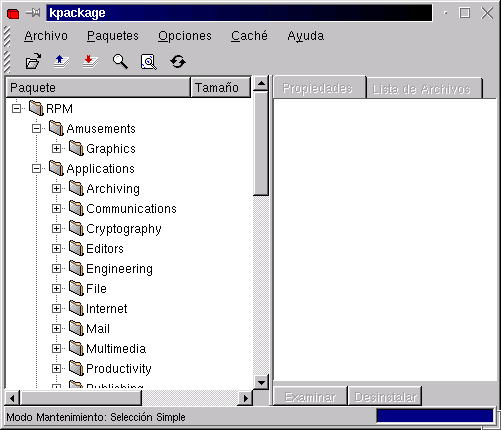 kpackage
Archivo Paquetes Opciones Caché Ayuda
Paquete Tamaño Propiedades Lista de Archivos
RPM
Amusements
Graphics
Applications
Archiving
Communications
Cryptography
Editors
Engineering
File
Internet
Mail
Multimedia
Productivity
Publishing
Examinar Desinstalar
Modo Mantenimiento: Selección Simple